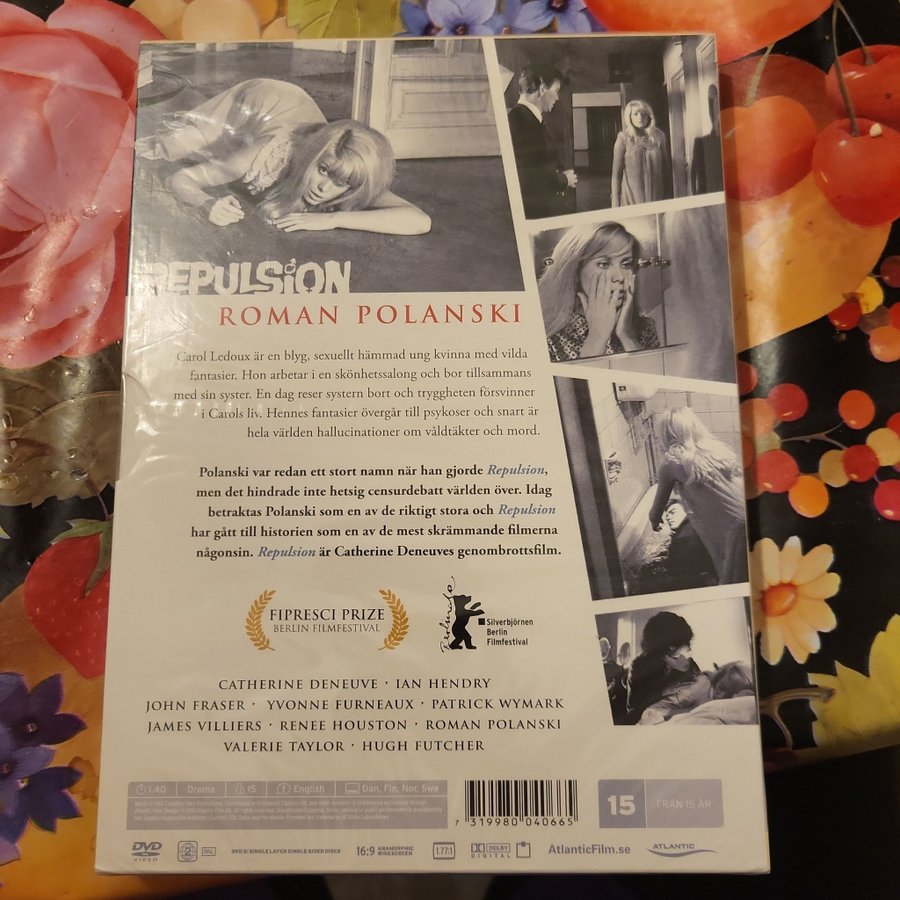 REPULSION
ROMAN POLANSKI
Carol Ledoux är en blyg, sexuellt hämmad ung kvinna med vilda
fantasier. Hon arbetar i en skönhetssalong och bor tillsammans
med sin syster. En dag reser systern bort och tryggheten försvinner
i Carols liv. Hennes fantasier övergår till psykoser och snart är
hela världen hallucinationer om våldtäkter och mord.
Polanski var redan ett stort namn när han gjorde Repulsion,
men det hindrade inte hetsig censurdebatt världen över. Idag
betraktas Polanski som en av de riktigt stora och Repulsion
har gått till historien som en av de mest skrämmande filmerna
någonsin. Repulsion är Catherine Deneuves genombrottsfilm.
FIPRESCI PRIZE
BERLIN FILMFESTIVAL
Silverbjörnen
Berlin
Filmfestival
CATHERINE DENEUVE · IAN HENDRY
JOHN FRASER · YVONNE FURNEAUX · PATRICK WYMARK
JAMES VILLIERS · RENEE HOUSTON · ROMAN POLANSKI
VALERIE TAYLOR · HUGH FUTCHER
1.40 Drama 15 English Dan, Fin, Nor, Swe
7 319980 040665
15 FRÅN 15 ÅR
DVD VIDEO
2
PAL
DVD 5: SINGLE LAYER SINGLE SIDED DISCS
16:9 ANAMORPHIC WIDESCREEN
1.77:1
DOLBY DIGITAL
AtlanticFilm.se
ATLANTIC